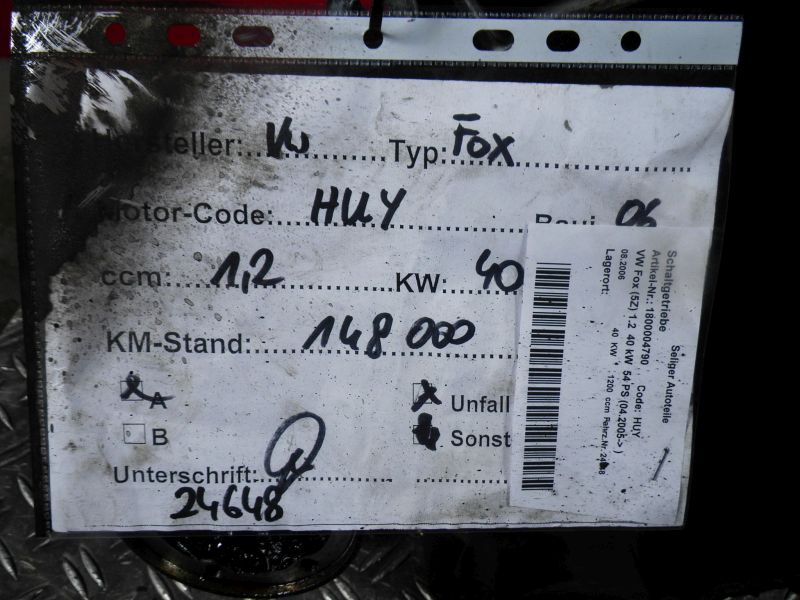 Hersteller: VW Typ: Fox
Motor-Code: HUY 06
ccm: 1,2 KW: 40
KM-Stand: 148 000
A Unfall
B Sonst
Unterschrift:
24648
Schaltgetriebe Seliger Autoteile
Artikel-Nr.: 1800004790 Code: HUY
VW Fox (5Z) 1.2 40 kW 54 PS (04.2005-> )
08.2006 40 KW 1200 ccm
Lagerort: